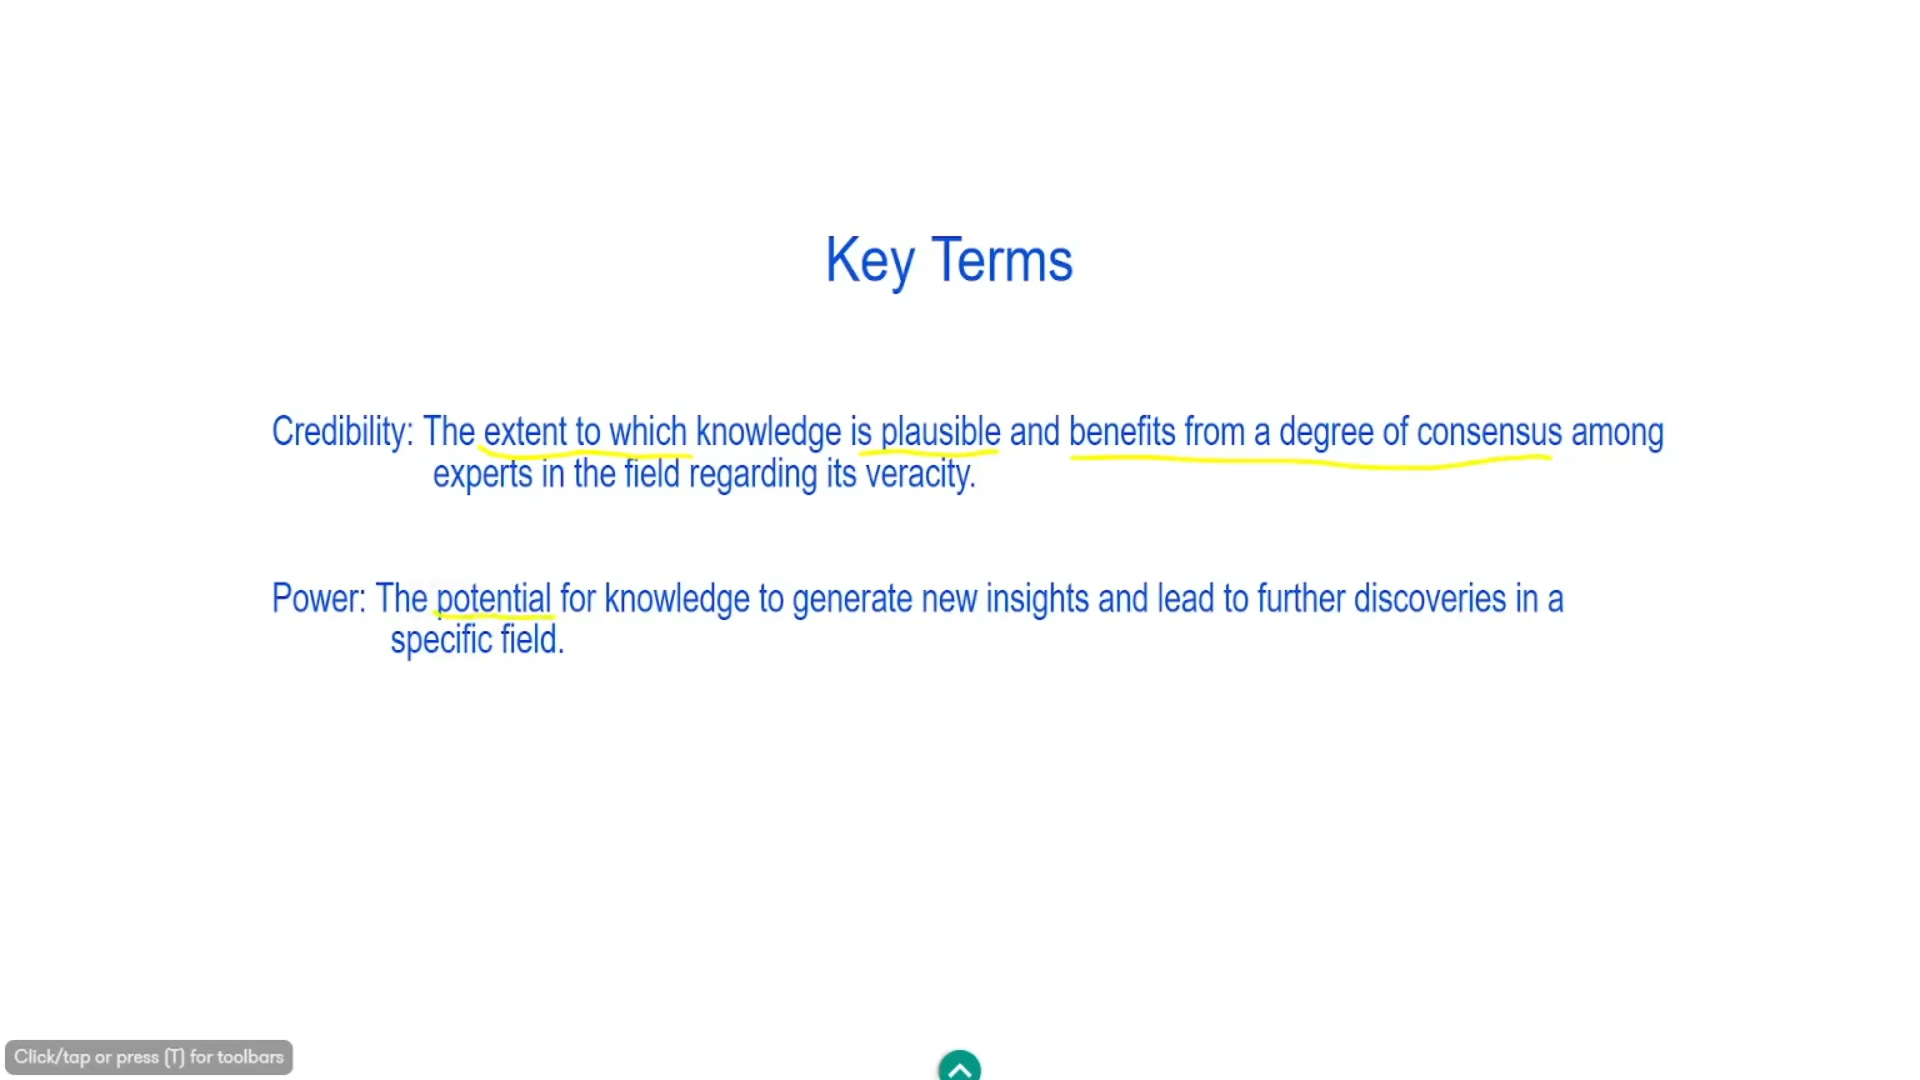 Key Terms
Credibility: The extent to which knowledge is plausible and benefits from a degree of consensus among
experts in the field regarding its veracity.
Power: The potential for knowledge to generate new insights and lead to further discoveries in a
specific field.
Click/tap or press (T) for toolbars